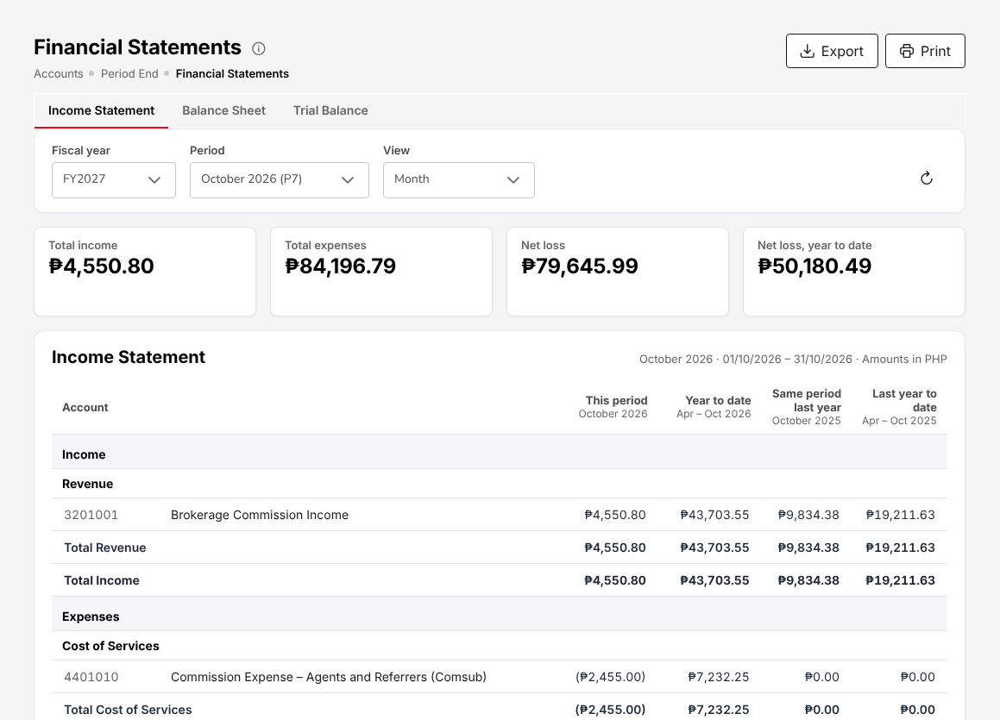 Financial Statements
Accounts • Period End • Financial Statements
Export
Print
Income Statement Balance Sheet Trial Balance
Fiscal year Period View
FY2027 October 2026 (P7) Month
Total income Total expenses Net loss Net loss, year to date
₱4,550.80 ₱84,196.79 ₱79,645.99 ₱50,180.49
Income Statement
October 2026 · 01/10/2026 – 31/10/2026 · Amounts in PHP
Account This period October 2026 Year to date Apr – Oct 2026 Same period last year October 2025 Last year to date Apr – Oct 2025
Income
Revenue
3201001 Brokerage Commission Income ₱4,550.80 ₱43,703.55 ₱9,834.38 ₱19,211.63
Total Revenue ₱4,550.80 ₱43,703.55 ₱9,834.38 ₱19,211.63
Total Income ₱4,550.80 ₱43,703.55 ₱9,834.38 ₱19,211.63
Expenses
Cost of Services
4401010 Commission Expense – Agents and Referrers (Comsub) (₱2,455.00) ₱7,232.25 ₱0.00 ₱0.00
Total Cost of Services (₱2,455.00) ₱7,232.25 ₱0.00 ₱0.00